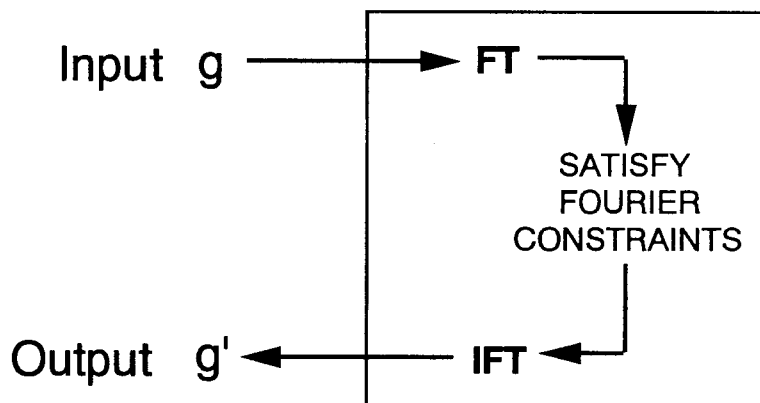 Input g
FT
SATISFY
FOURIER
CONSTRAINTS
Output g'
IFT